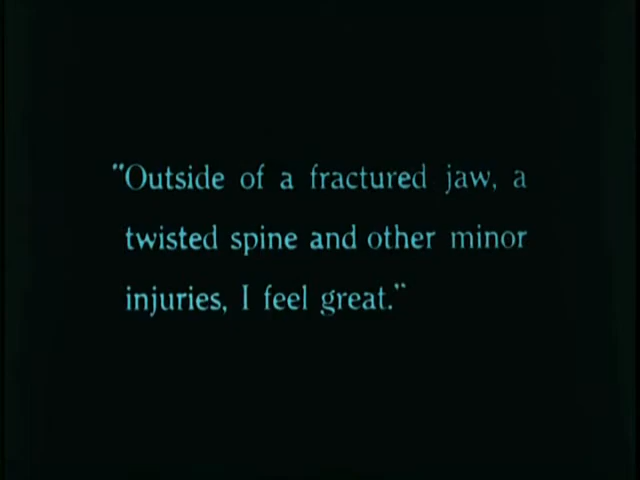 "Outside of a fractured jaw, a
twisted spine and other minor
injuries, I feel great."